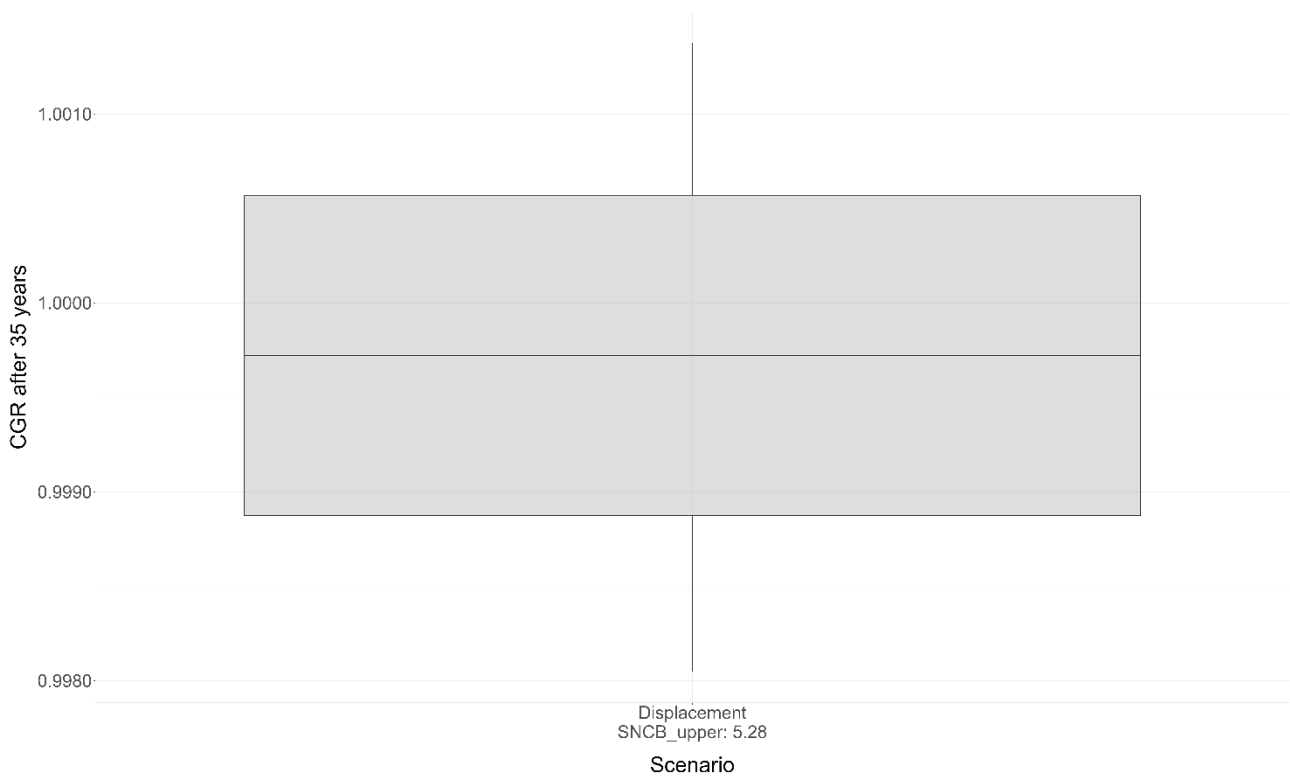 CGR after 35 years
1.0010
1.0000
0.9990
0.9980
Displacement
SNCB_upper: 5.28
Scenario